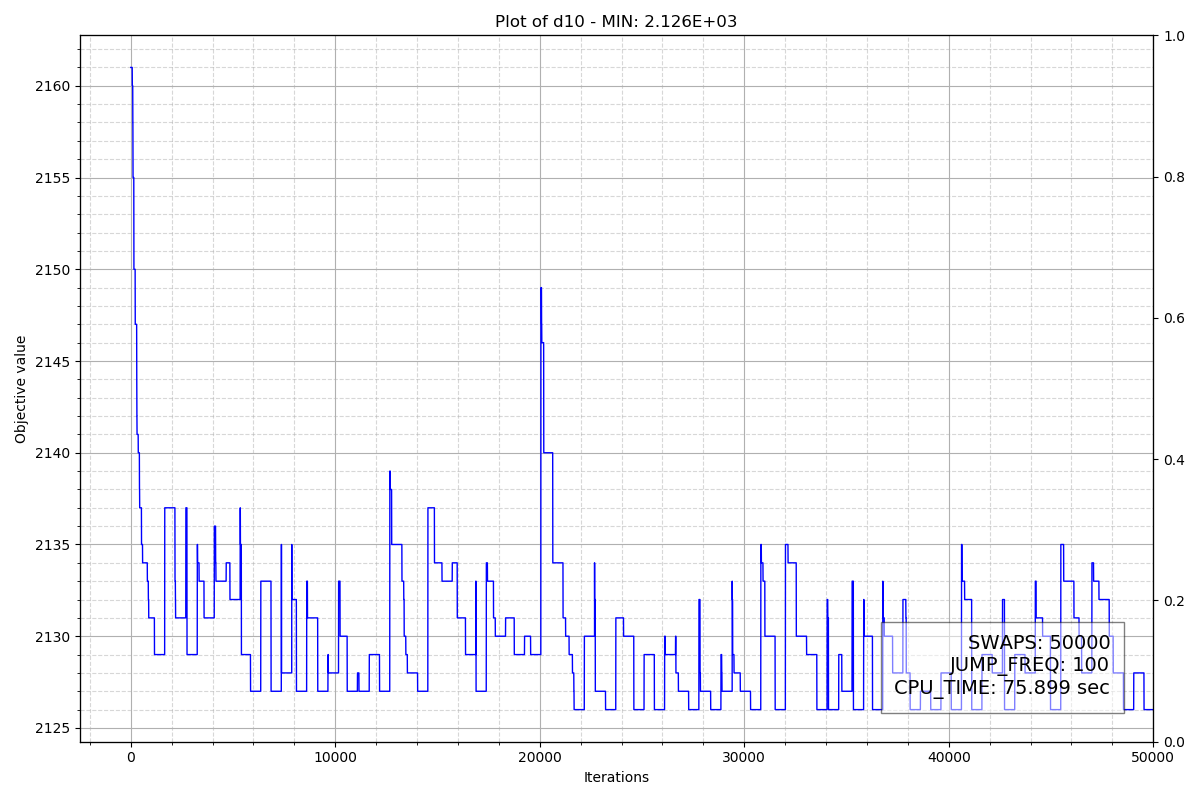 Plot of d10 - MIN: 2.126E+03
Objective value
2160
2155
2150
2145
2140
2135
2130
2125
1.0
0.8
0.6
0.4
0.2
0.0
SWAPS: 50000
JUMP_FREQ: 100
CPU_TIME: 75.899 sec
0 10000 20000 30000 40000 50000
Iterations